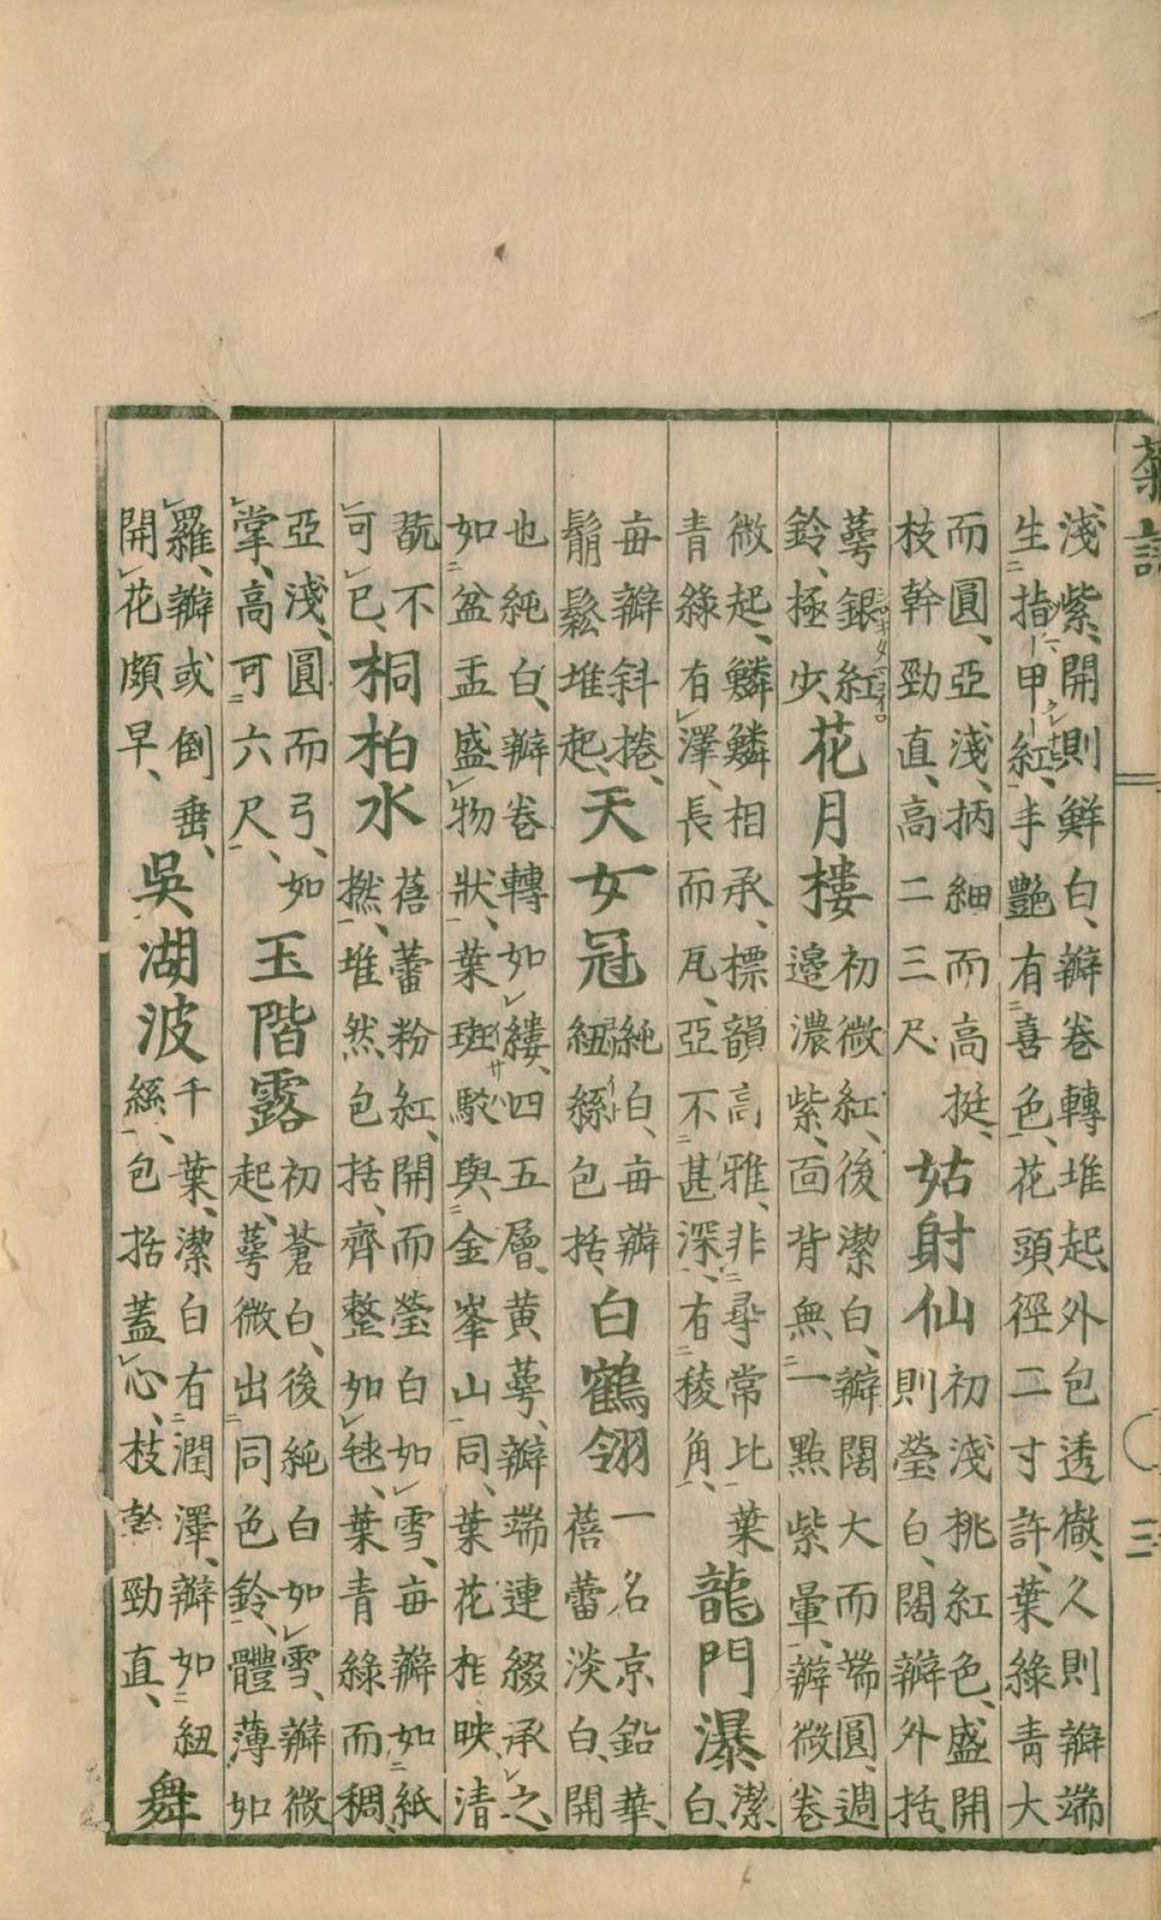 淺紫、開則鮮白、瓣卷轉堆起、外包透徹、久則瓣端
生指甲紅、手艷有喜色、花頭徑二寸許、葉綠青大
而圓、亞淺、柄細而高挺、
枝幹勁直、高二三尺
姑射仙
初淺桃紅色、盛開
則瑩白、闊瓣外括、
萼銀紅
鈴、極少、
花月樓
初微紅、後潔白、瓣闊大而端圓、週
邊濃紫、面背無一點紫暈、瓣微卷
微起、鱗鱗相承、標韻高雅、非尋常比、葉
青綠有澤、長而瓦、亞不甚深、有稜角、
龍門瀑
潔
白、
毎瓣斜捲、
鬅鬆堆起、
天女冠
純白、毎瓣
紐絲包括、
白鶴翎
一名京鉛華、
蓓蕾淡白、開
也純白、瓣卷轉如縷、四五層、黃萼、瓣端連綴承之、
如盆盂盛物狀、葉斑駁與金峯山同、葉花相映、清
翫不
可已、
桐柏水
蓓蕾粉紅、開而瑩白如雪、毎瓣如紙
撚、堆然包括、齊整如毬、葉青綠而稠、
亞淺、圓而弓、如
掌、高可六尺、
玉階露
初蒼白、後純白如雪、瓣微
起、萼微出同色鈴、體薄如
羅、瓣或倒垂、
開花頗早、
吳湖波
千葉、潔白有潤澤、瓣如紐
絲、包括蓋心、枝幹勁直、
舞
三